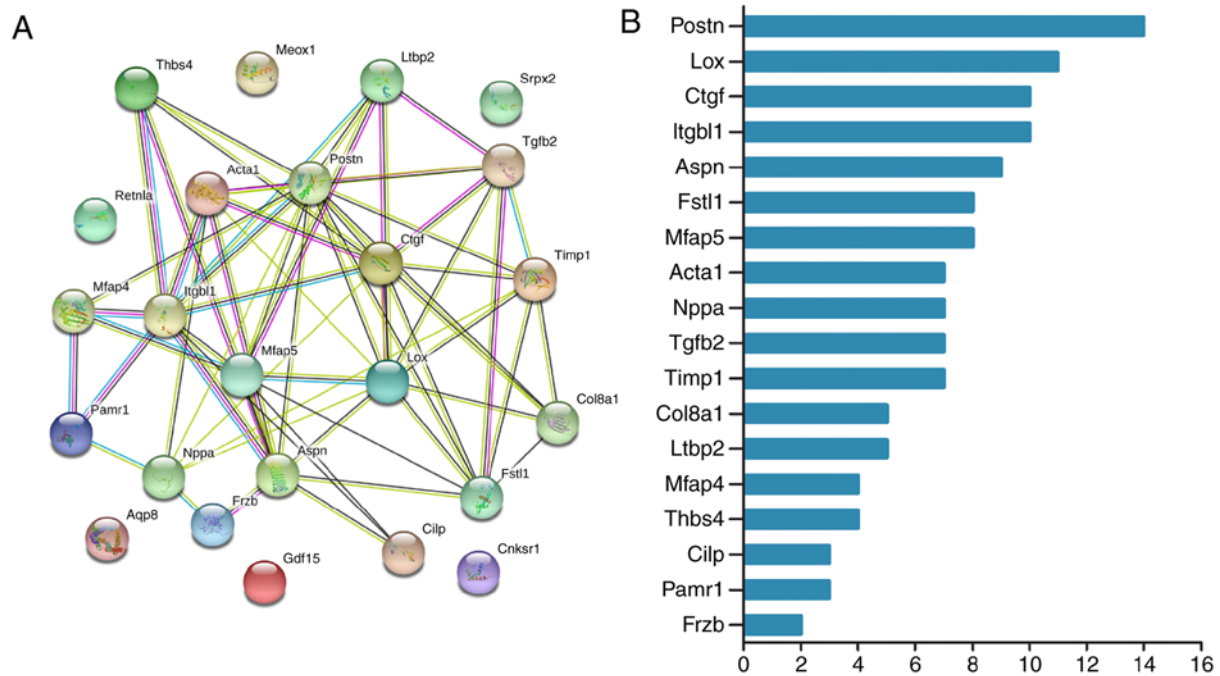 A
Meox1
Ltbp2
Thbs4
Srpx2
Tgfb2
Postn
Acta1
Retnla
Ctgf
Timp1
Mfap4
Itgbl1
Mfap5
Lox
Col8a1
Pamr1
Nppa
Aspn
Fstl1
Frzb
Aqp8
Cilp
Cnksr1
Gdf15
B
Postn
Lox
Ctgf
Itgbl1
Aspn
Fstl1
Mfap5
Acta1
Nppa
Tgfb2
Timp1
Col8a1
Ltbp2
Mfap4
Thbs4
Cilp
Pamr1
Frzb
0 2 4 6 8 10 12 14 16